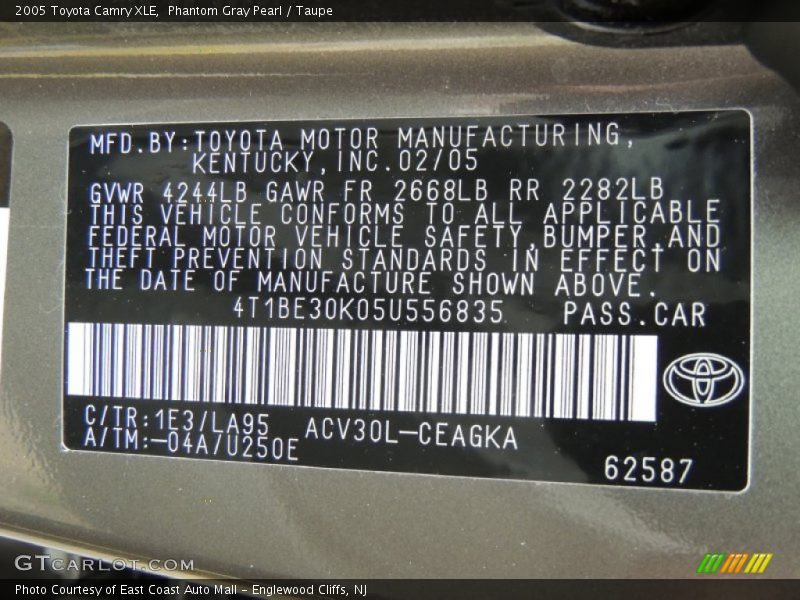 2005 Toyota Camry XLE, Phantom Gray Pearl / Taupe
MFD.BY:TOYOTA MOTOR MANUFACTURING,
KENTUCKY,INC.02/05
GVWR 4244LB GAWR FR 2668LB RR 2282LB
THIS VEHICLE CONFORMS TO ALL APPLICABLE
FEDERAL MOTOR VEHICLE SAFETY,BUMPER,AND
THEFT PREVENTION STANDARDS IN EFFECT ON
THE DATE OF MANUFACTURE SHOWN ABOVE.
4T1BE30K05U556835 PASS.CAR
C/TR:1E3/LA95 ACV30L-CEAGKA
A/TM:-04A/U250E
62587
GTCARLOT.COM
Photo Courtesy of East Coast Auto Mall - Englewood Cliffs, NJ